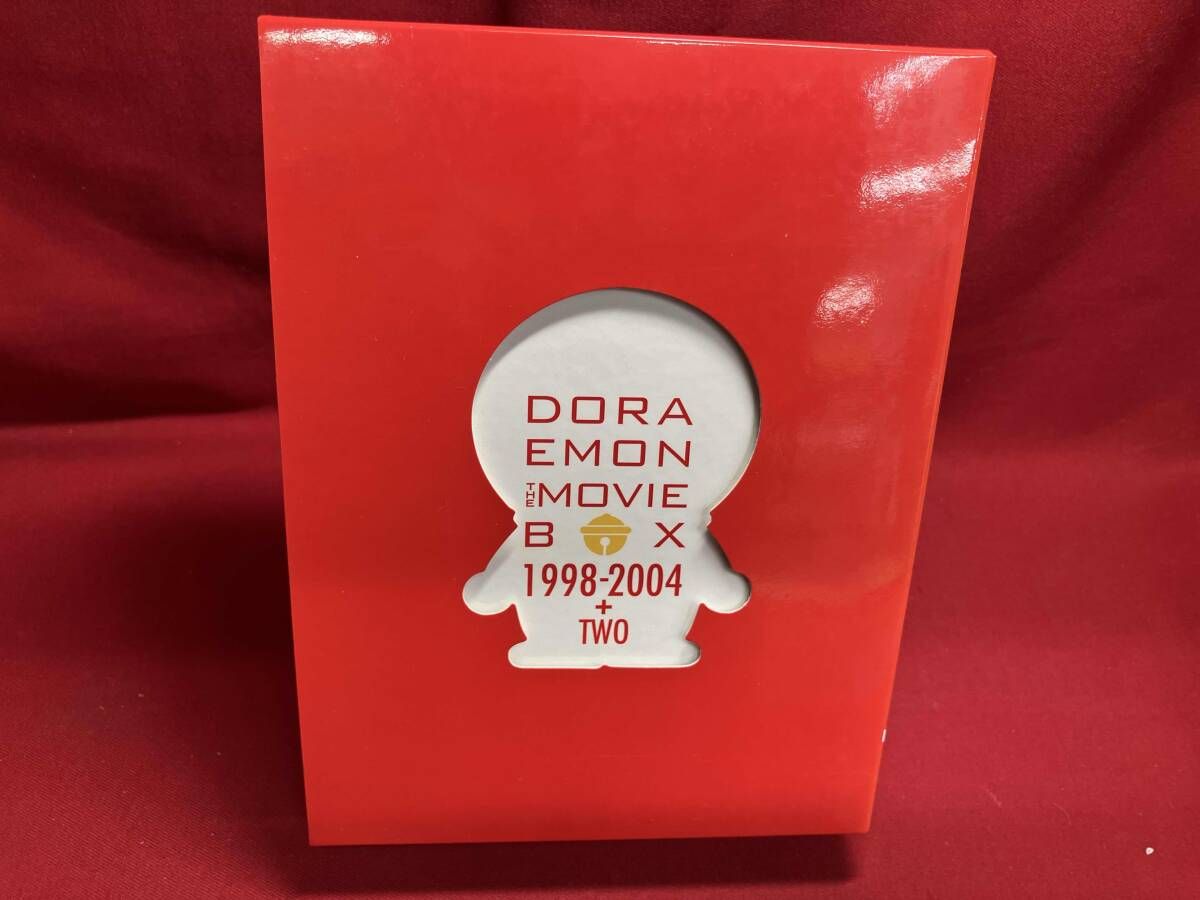 DORA
EMON
THE MOVIE
B X
1998-2004
+
TWO